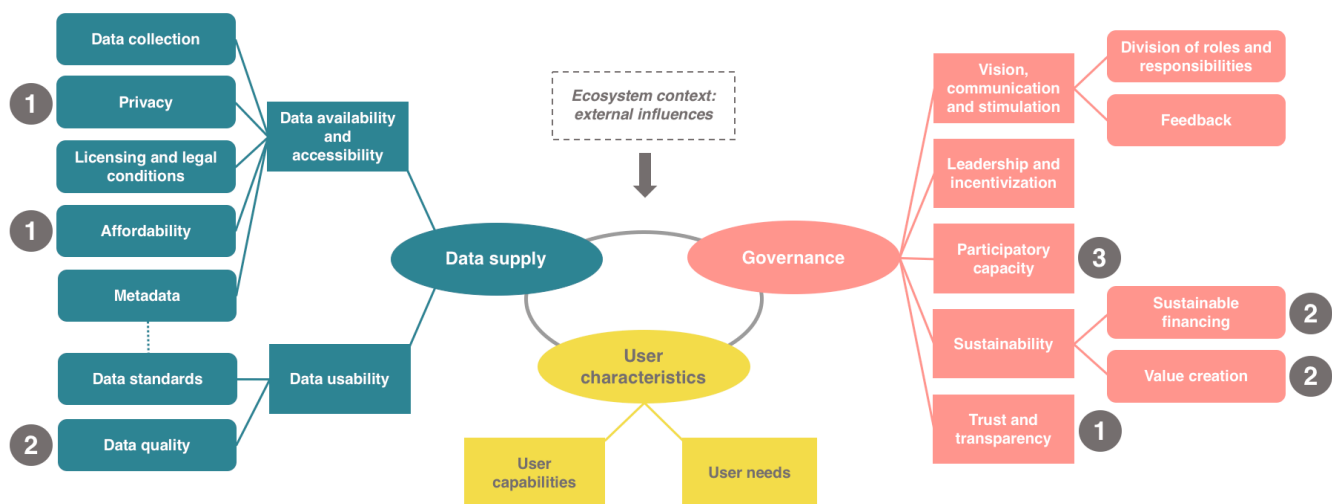 Data collection
1
Privacy
Licensing and legal
conditions
1
Affordability
Metadata
Data standards
2
Data quality
Data availability
and
accessibility
Data usability
Data supply
Ecosystem context:
external influences
Governance
User
characteristics
User
capabilities
User needs
Vision,
communication
and stimulation
Division of roles and
responsibilities
Feedback
Leadership and
incentivization
Participatory
capacity
3
Sustainability
Sustainable
financing
2
Value creation
2
Trust and
transparency
1